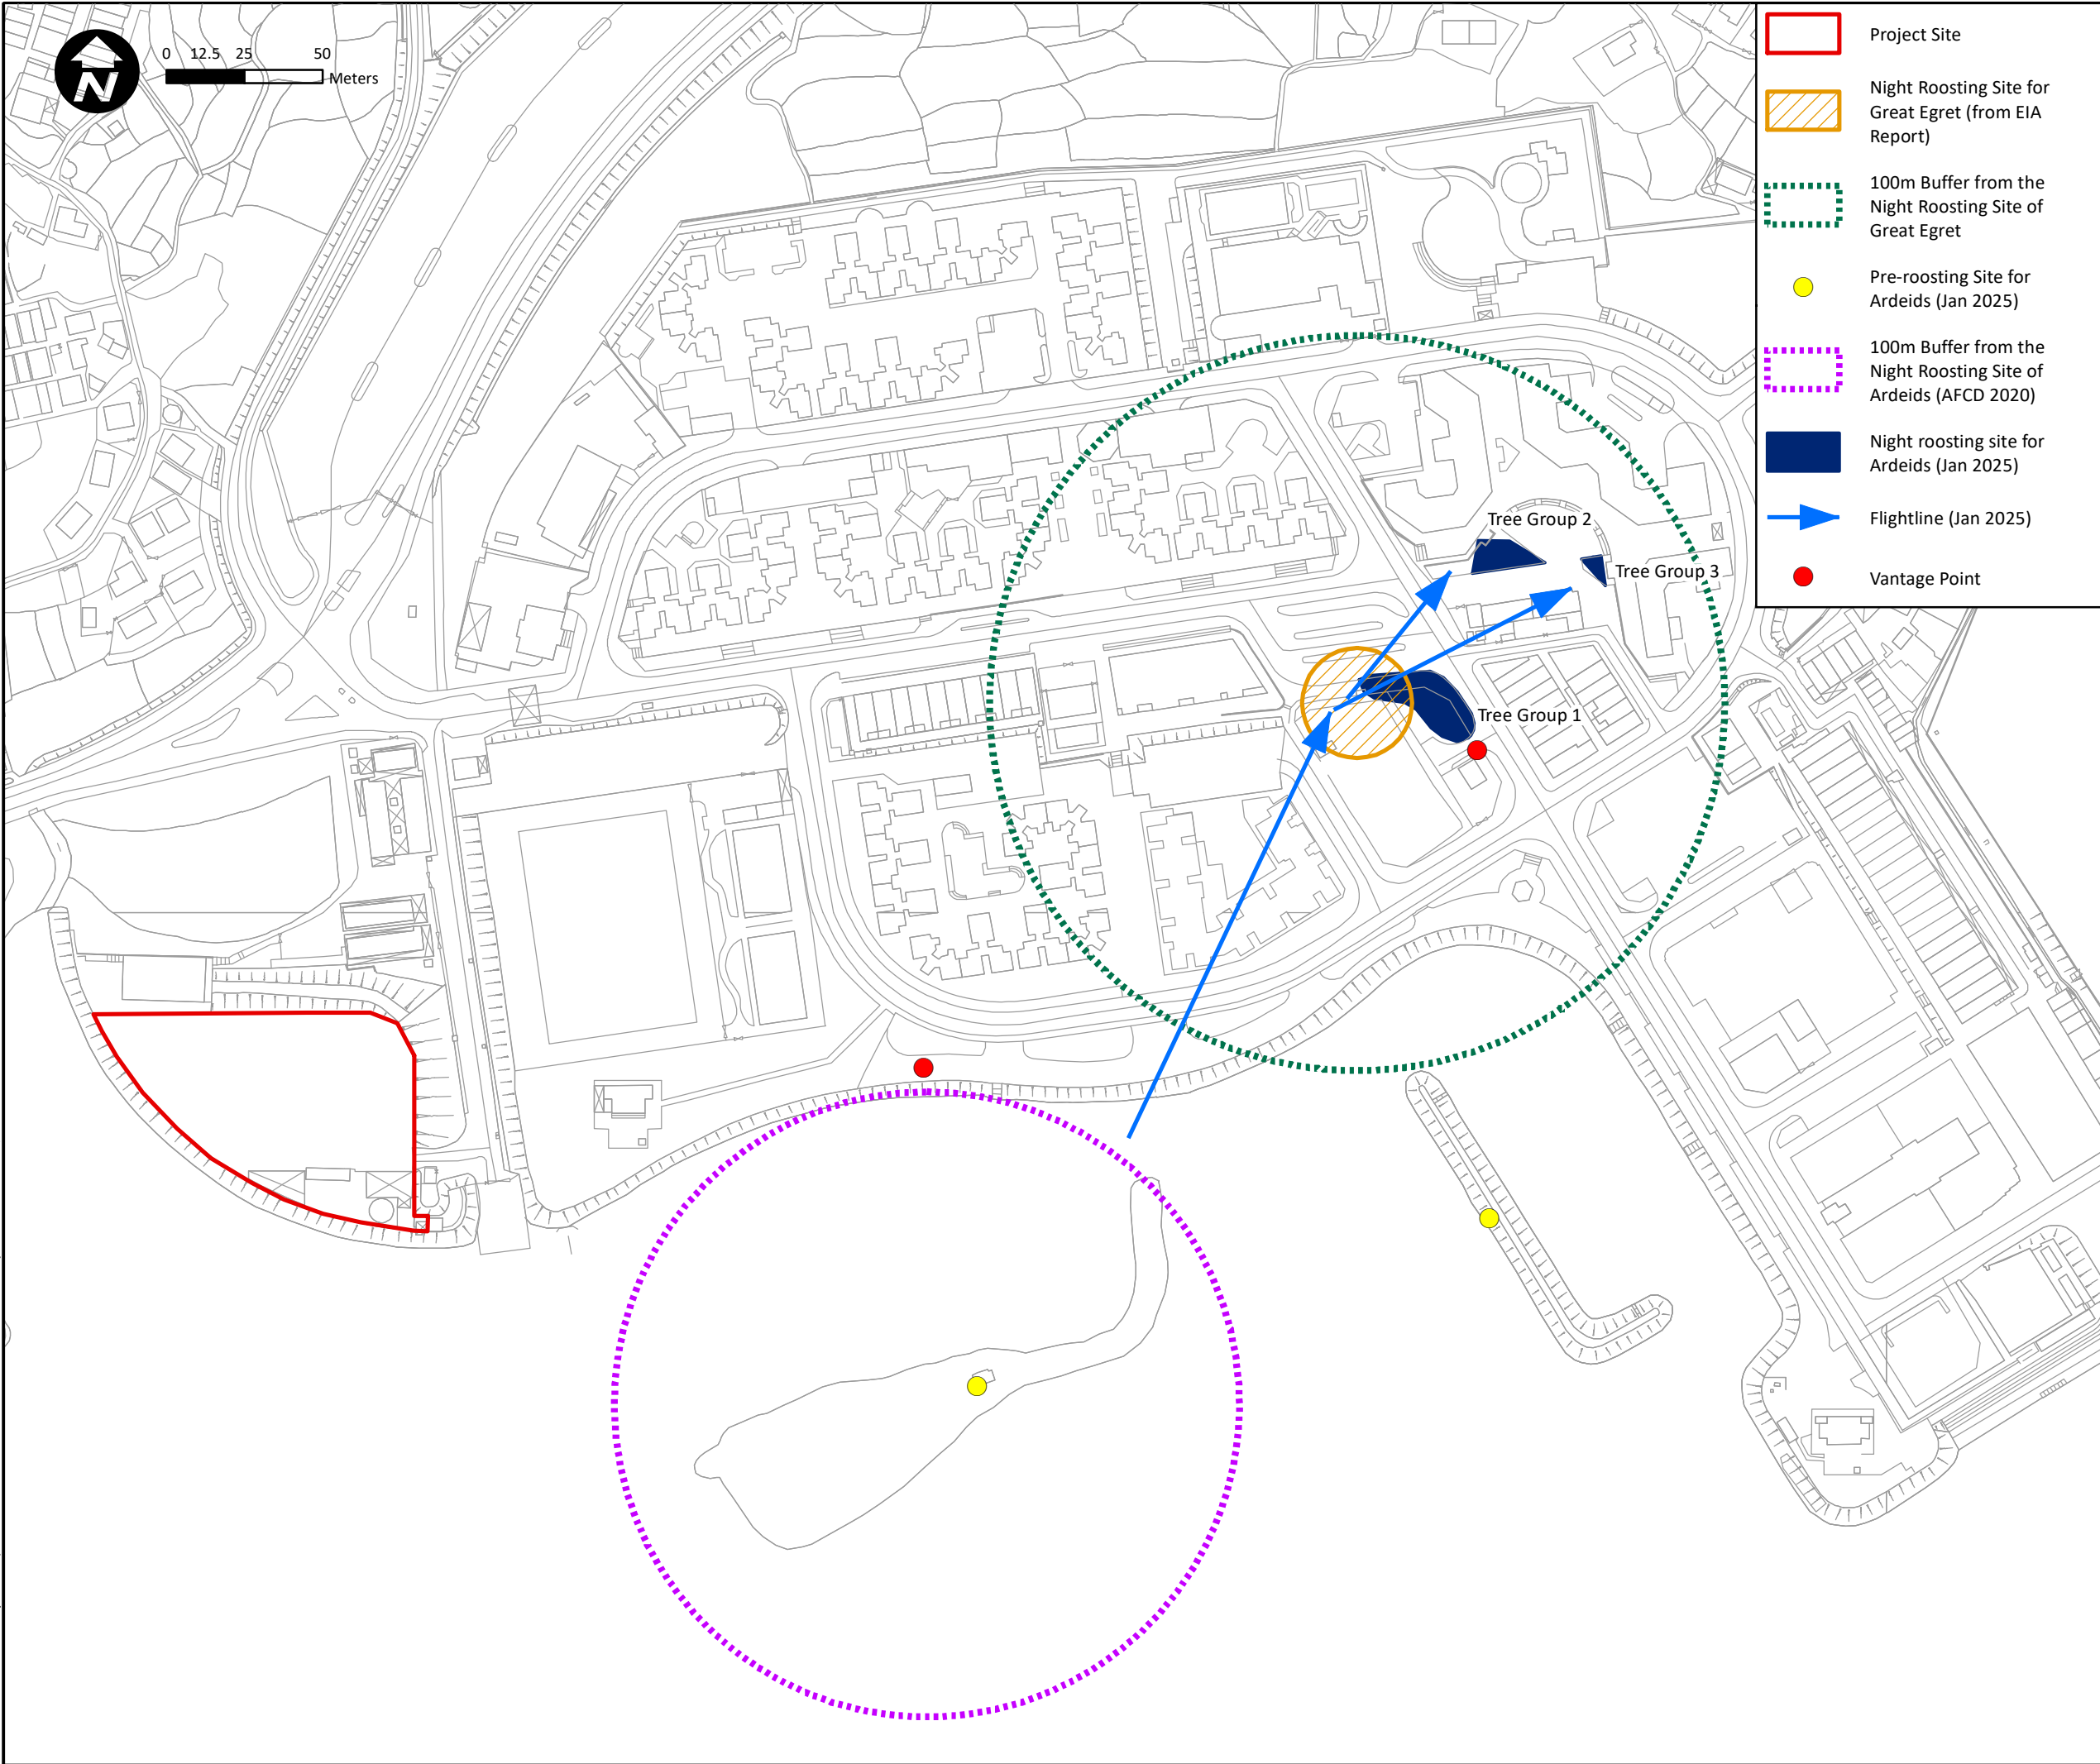 N
0 12.5 25 50
Meters
Project Site
Night Roosting Site for
Great Egret (from EIA
Report)
100m Buffer from the
Night Roosting Site of
Great Egret
Pre-roosting Site for
Ardeids (Jan 2025)
100m Buffer from the
Night Roosting Site of
Ardeids (AFCD 2020)
Night roosting site for
Ardeids (Jan 2025)
Flightline (Jan 2025)
Vantage Point
Tree Group 2
Tree Group 3
Tree Group 1